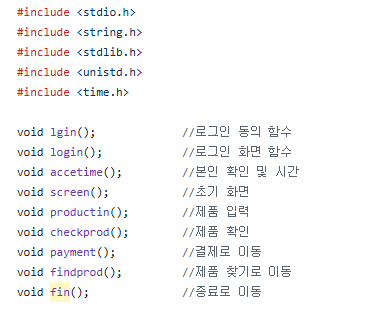 #include <stdio.h>
#include <string.h>
#include <stdlib.h>
#include <unistd.h>
#include <time.h>
void lgin(); //로그인 동의 함수
void login(); //로그인 화면 함수
void accetime(); //본인 확인 및 시간
void screen(); //초기 화면
void productin(); //제품 입력
void checkprod(); //제품 확인
void payment(); //결제로 이동
void findprod(); //제품 찾기로 이동
void fin(); //종료로 이동